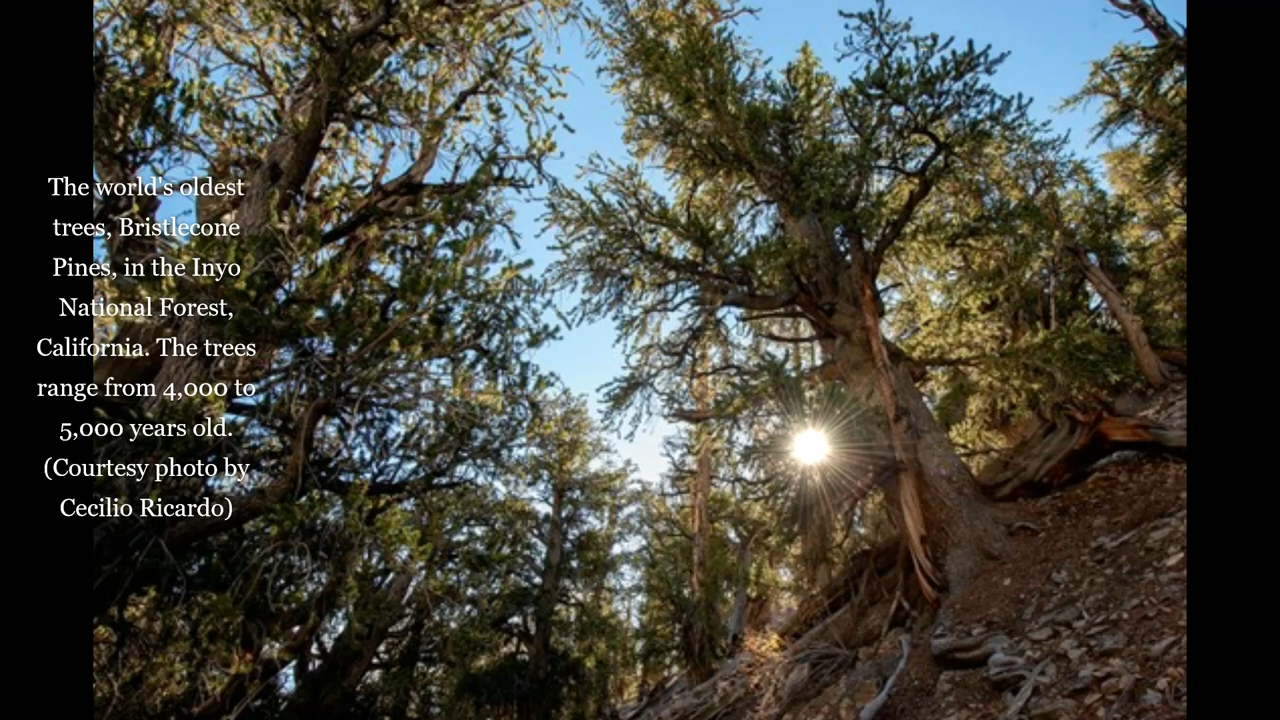 The world's oldest
trees, Bristlecone
Pines, in the Inyo
National Forest,
California. The trees
range from 4,000 to
5,000 years old.
(Courtesy photo by
Cecilio Ricardo)